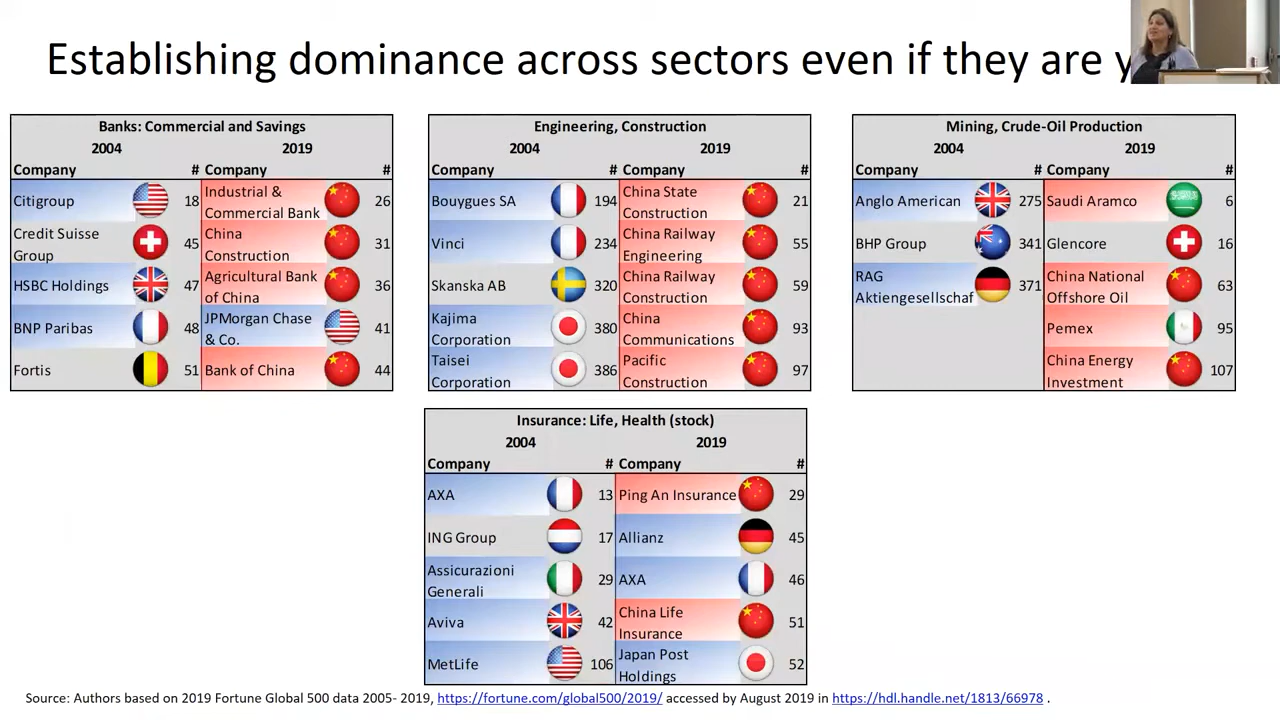 Establishing dominance across sectors even if they are y
Banks: Commercial and Savings
2004 2019
Company # Company #
Citigroup 18 Industrial & Commercial Bank 26
Credit Suisse Group 45 China Construction 31
HSBC Holdings 47 Agricultural Bank of China 36
BNP Paribas 48 JPMorgan Chase & Co. 41
Fortis 51 Bank of China 44
Engineering, Construction
2004 2019
Company # Company #
Bouygues SA 194 China State Construction 21
Vinci 234 China Railway Engineering 55
Skanska AB 320 China Railway Construction 59
Kajima Corporation 380 China Communications 93
Taisei Corporation 386 Pacific Construction 97
Mining, Crude-Oil Production
2004 2019
Company # Company #
Anglo American 275 Saudi Aramco 6
BHP Group 341 Glencore 16
RAG Aktiengesellschaf 371 China National Offshore Oil 63
Pemex 95
China Energy Investment 107
Insurance: Life, Health (stock)
2004 2019
Company # Company #
AXA 13 Ping An Insurance 29
ING Group 17 Allianz 45
Assicurazioni Generali 29 AXA 46
Aviva 42 China Life Insurance 51
MetLife 106 Japan Post Holdings 52
Source: Authors based on 2019 Fortune Global 500 data 2005- 2019, https://fortune.com/global500/2019/ accessed by August 2019 in https://hdl.handle.net/1813/66978 .